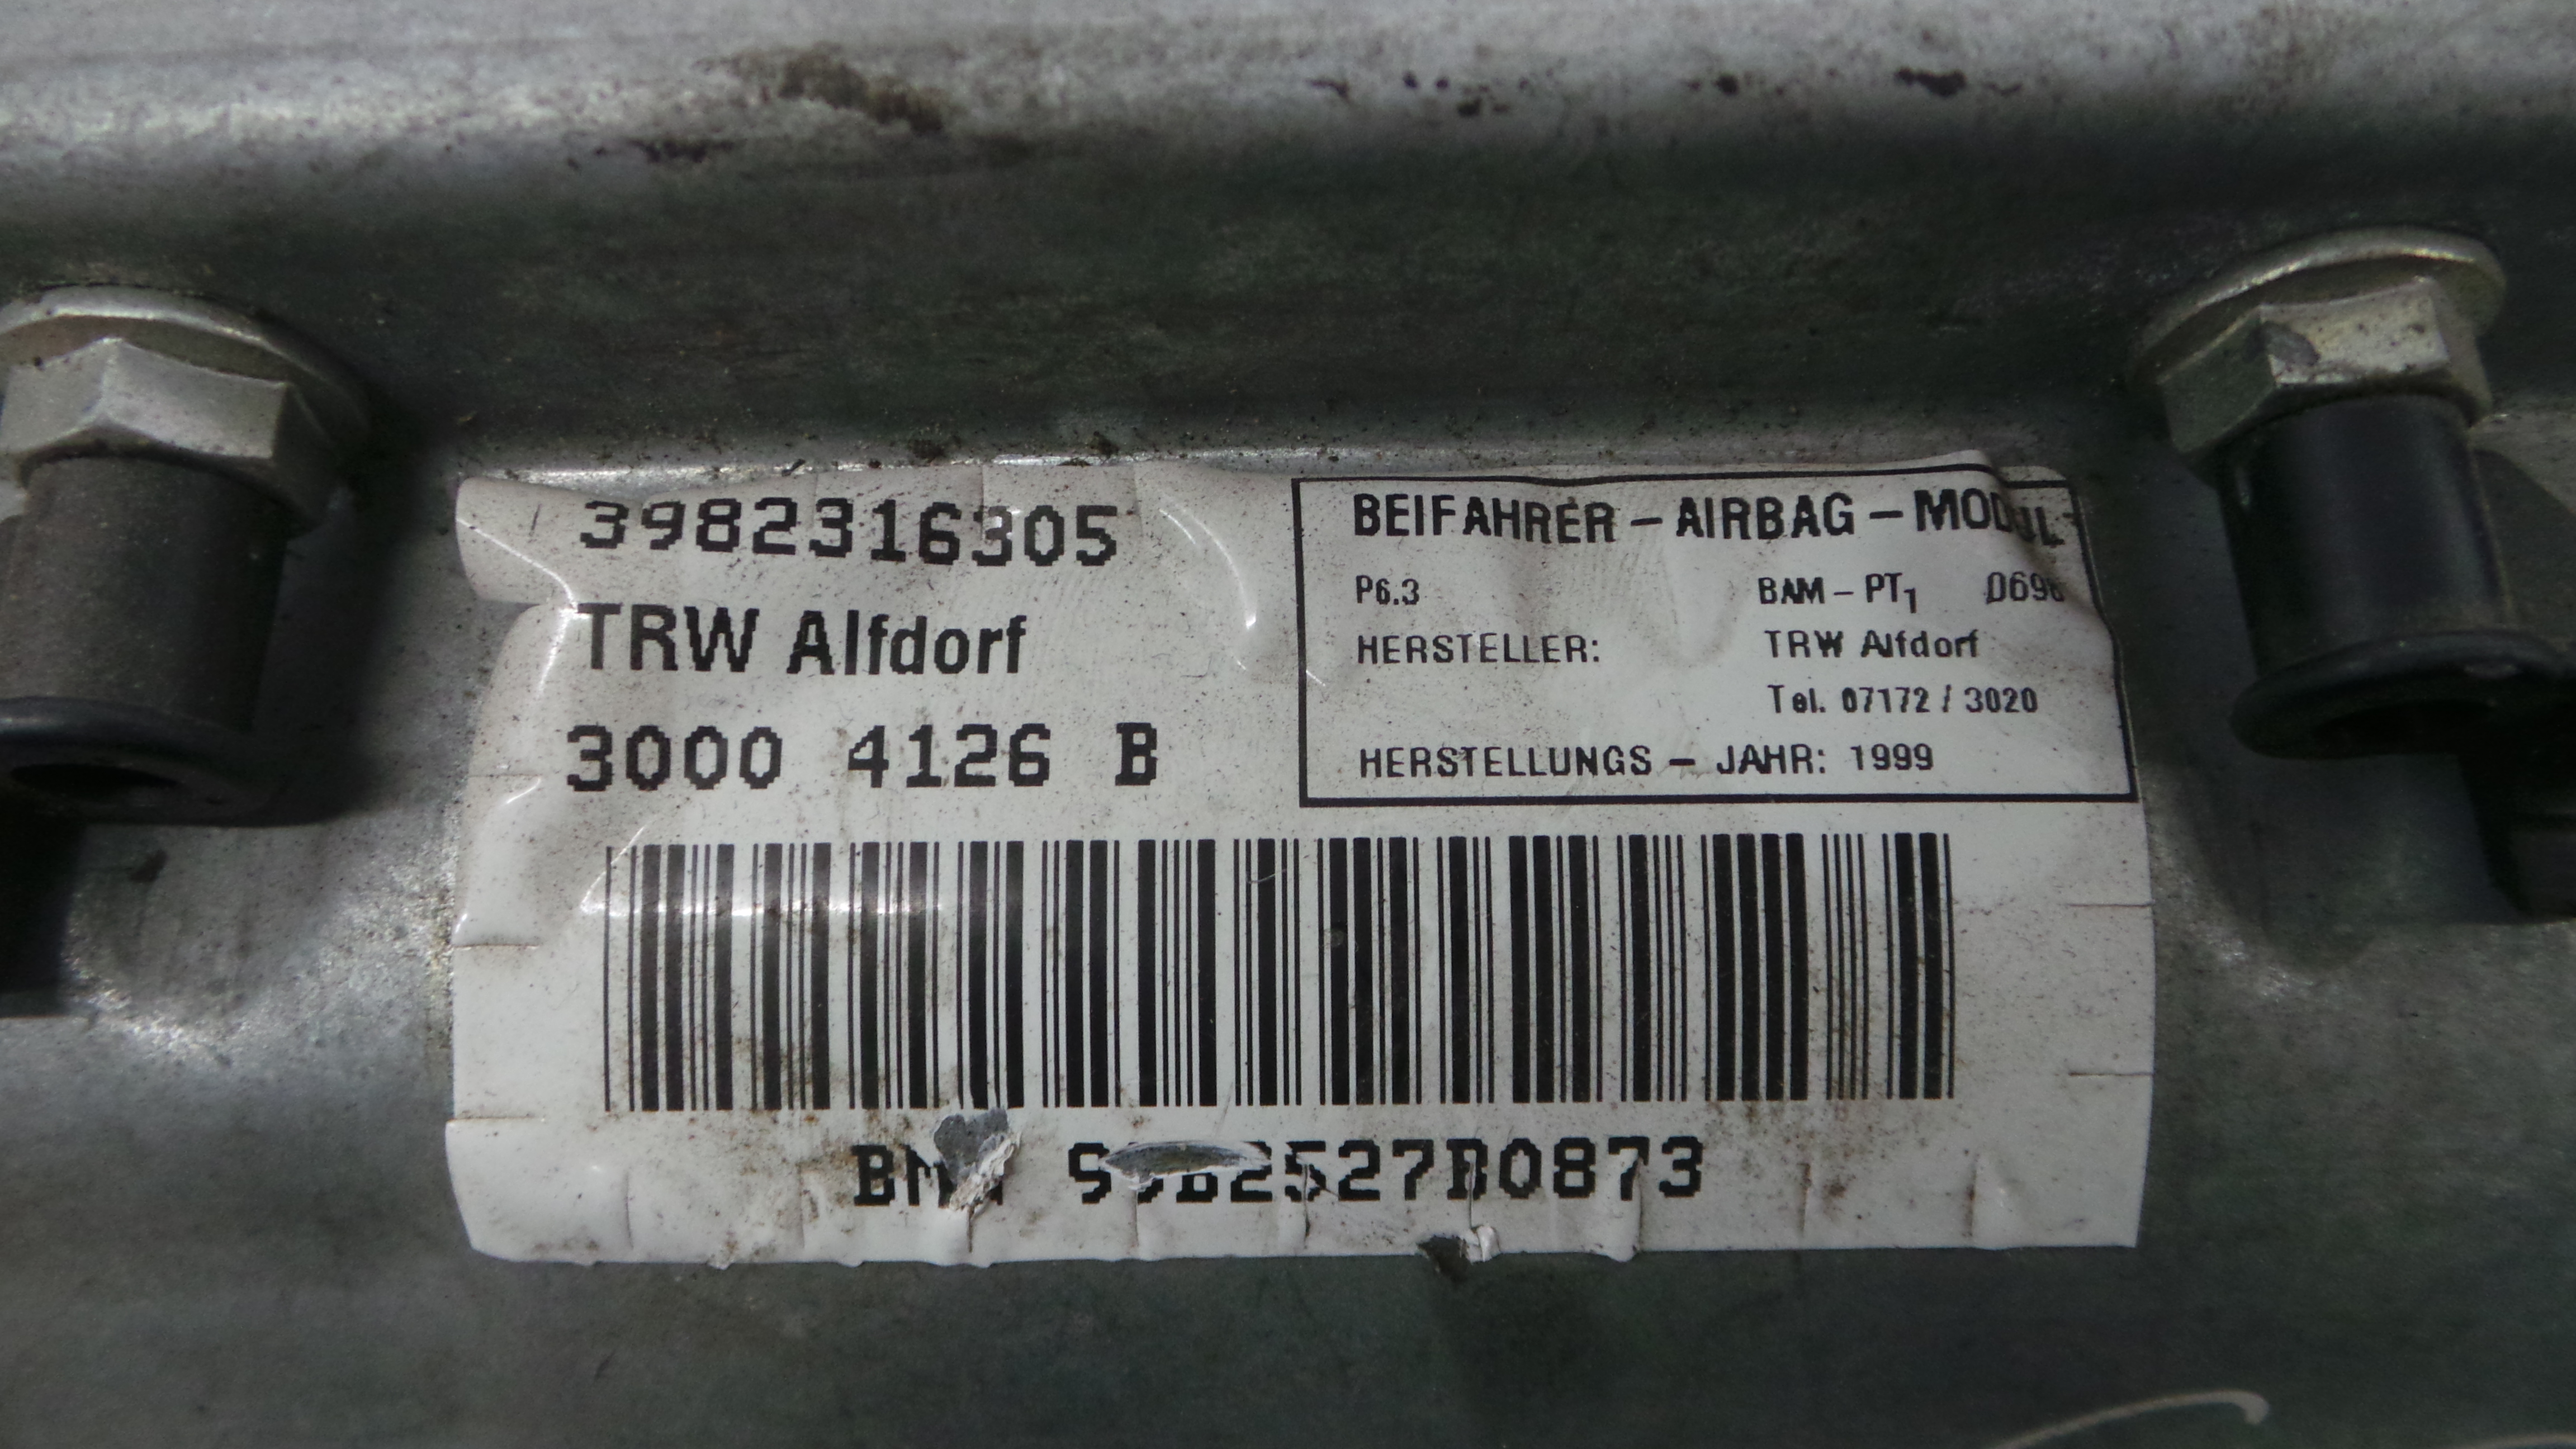 3982316305
TRW Alfdorf
3000 4126 B
BEIFAHRER – AIRBAG – MODUL
P6.3 BAM – PT1
HERSTELLER: TRW Alfdorf
Tel. 07172 / 3020
HERSTELLUNGS – JAHR: 1999